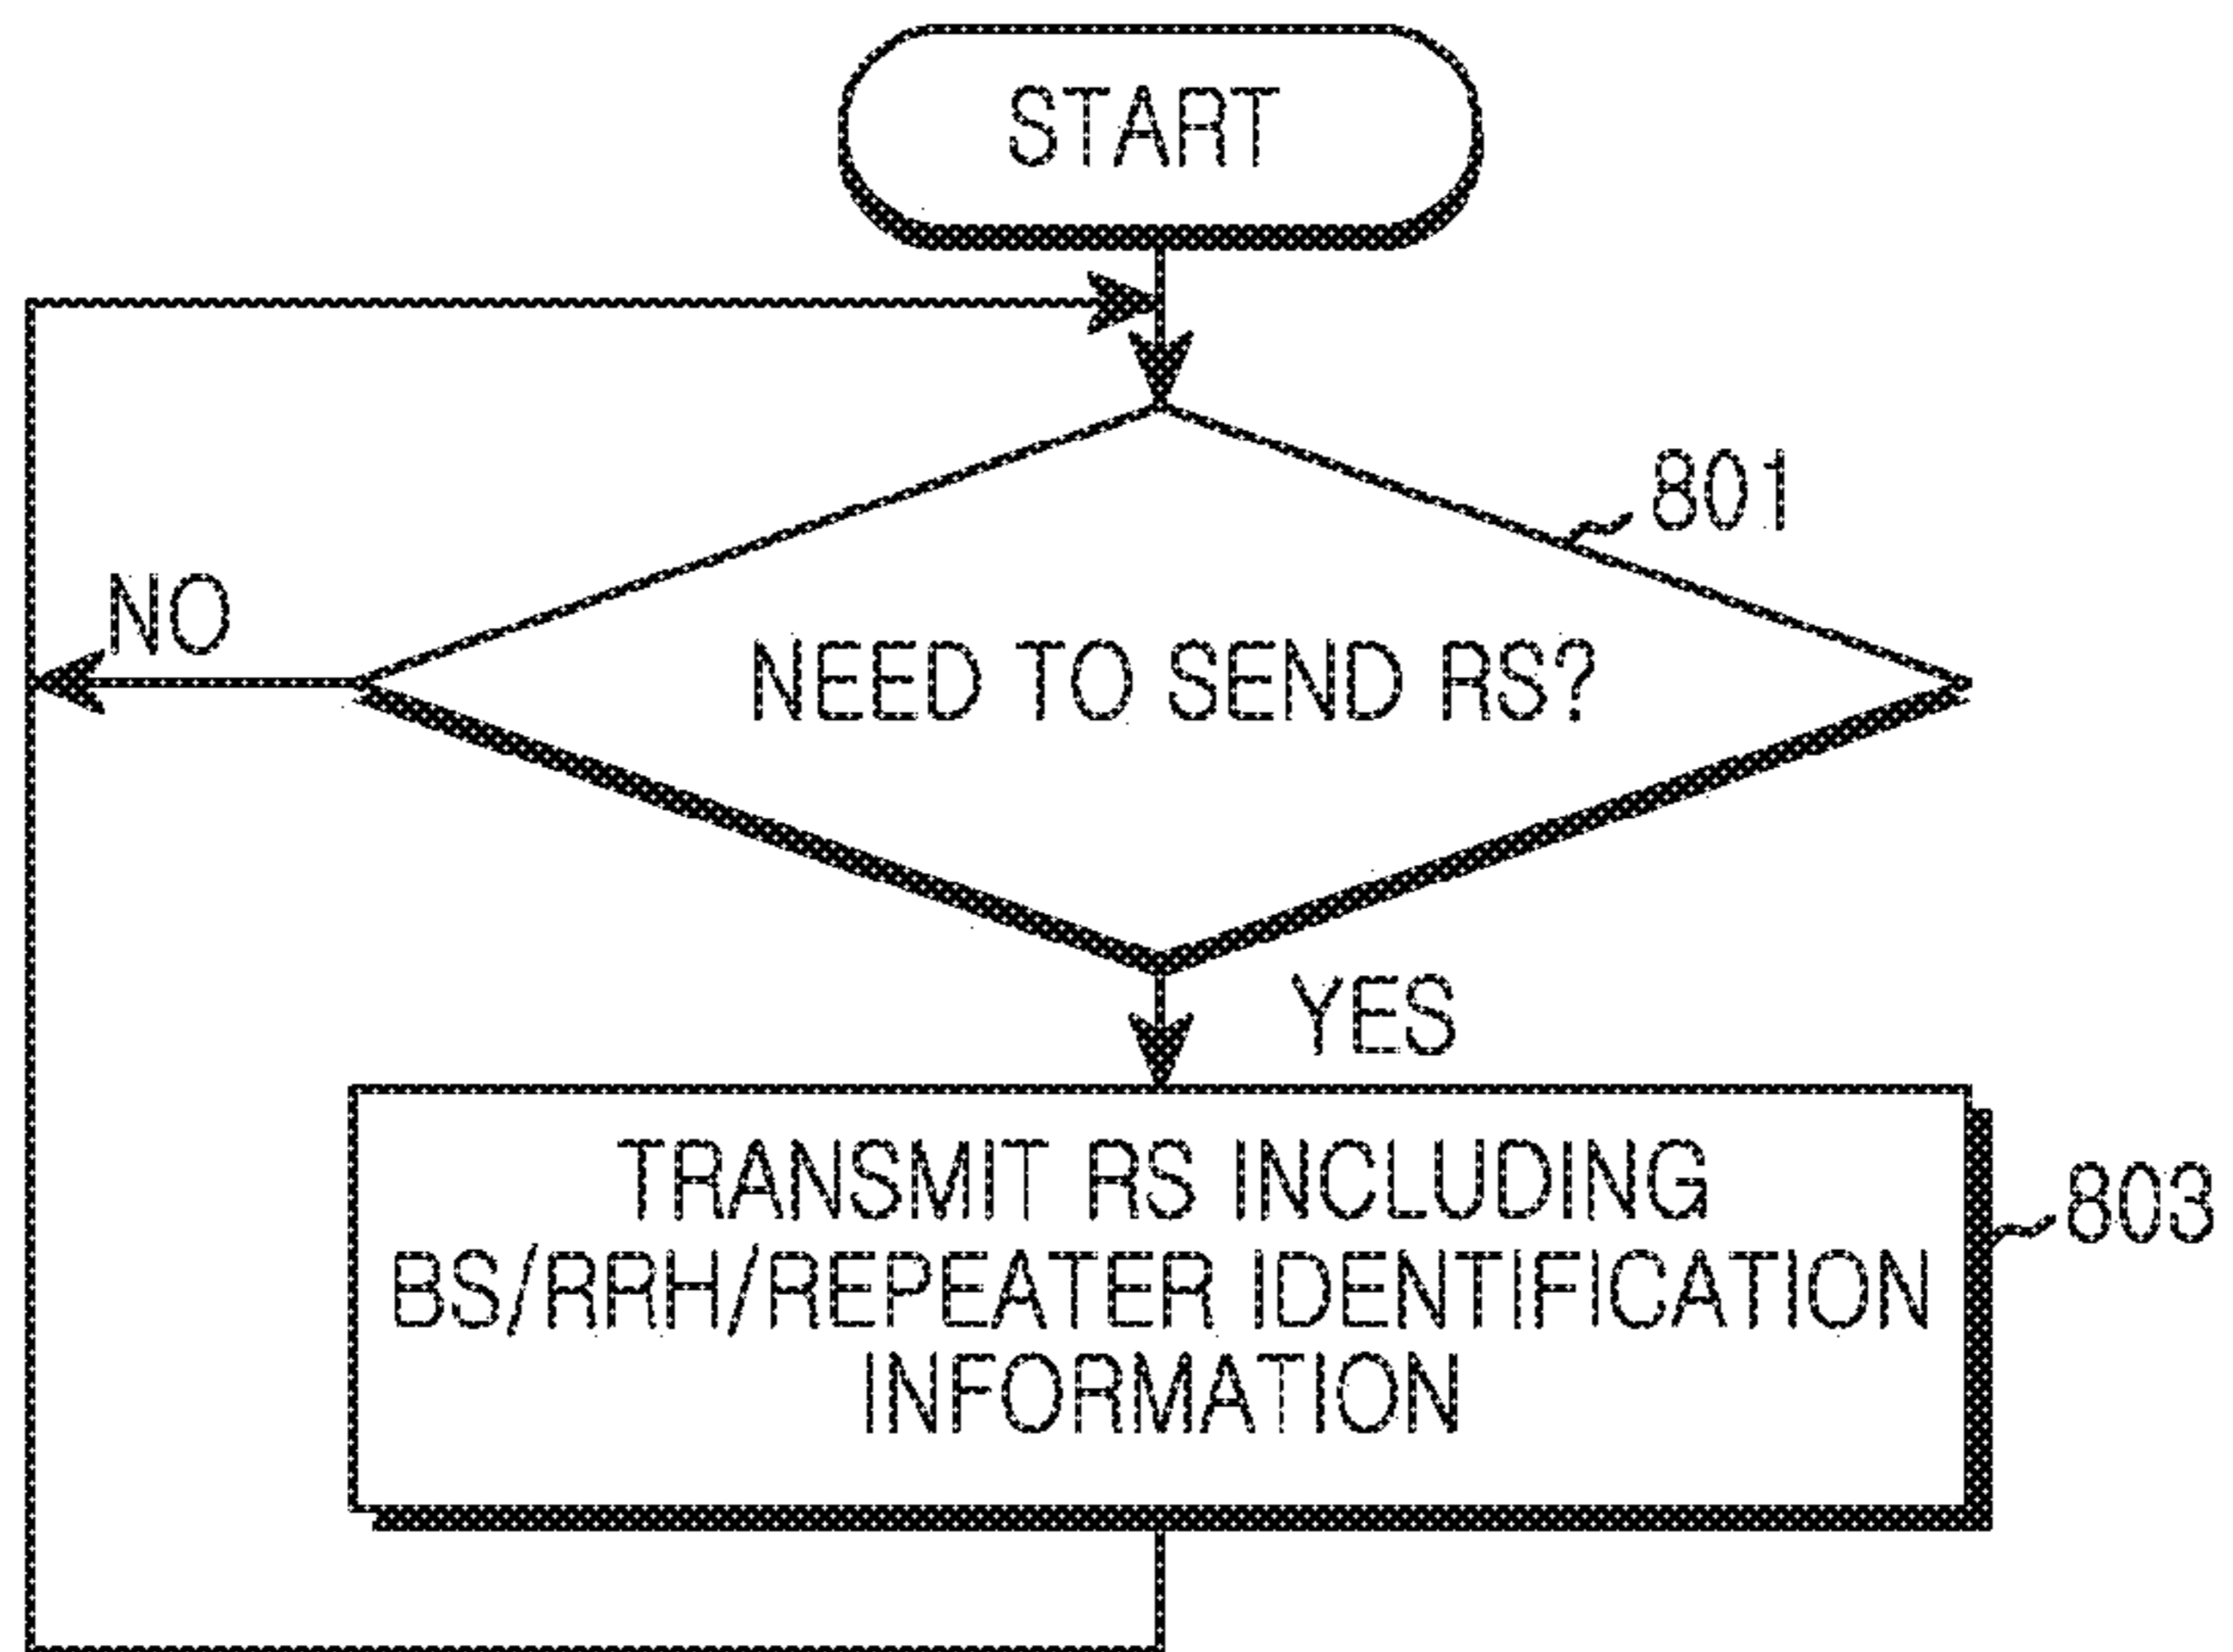 START
801
NO
NEED TO SEND RS?
YES
TRANSMIT RS INCLUDING
BS/RRH/REPEATER IDENTIFICATION
INFORMATION
803